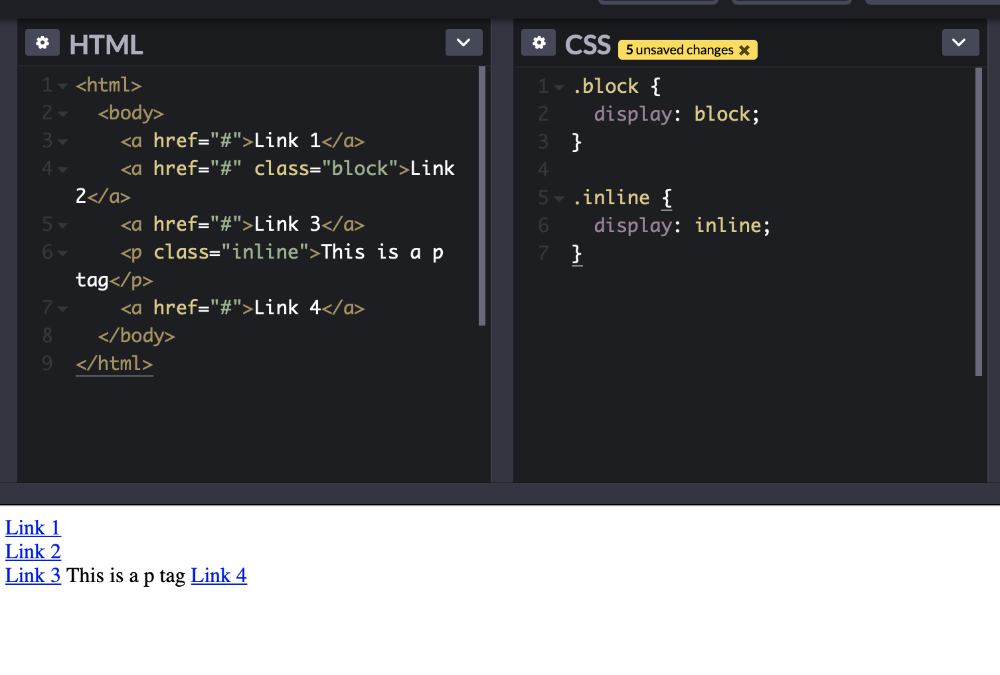 HTML
1 <html>
2 <body>
3 <a href="#">Link 1</a>
4 <a href="#" class="block">Link
2</a>
5 <a href="#">Link 3</a>
6 <p class="inline">This is a p
tag</p>
7 <a href="#">Link 4</a>
8 </body>
9 </html>
CSS 5 unsaved changes ✖
1 .block {
2 display: block;
3 }
4
5 .inline {
6 display: inline;
7 }
Link 1
Link 2
Link 3 This is a p tag Link 4